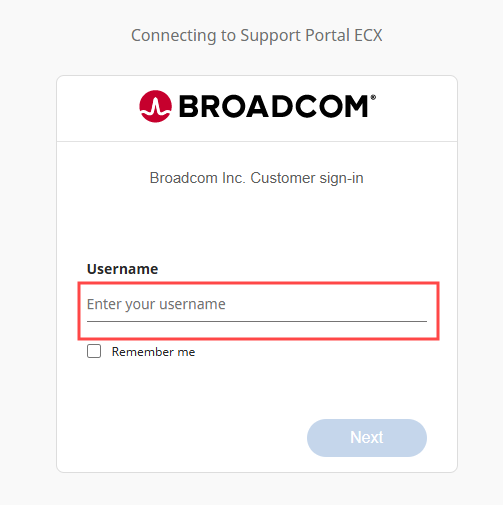 Connecting to Support Portal ECX
BROADCOM®
Broadcom Inc. Customer sign-in
Username
Enter your username
Remember me
Next